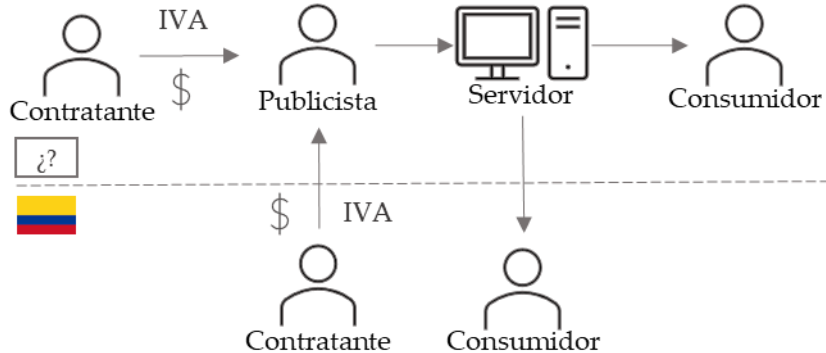 IVA
$
Contratante
Publicista
Servidor
Consumidor
¿?
$ IVA
Contratante
Consumidor